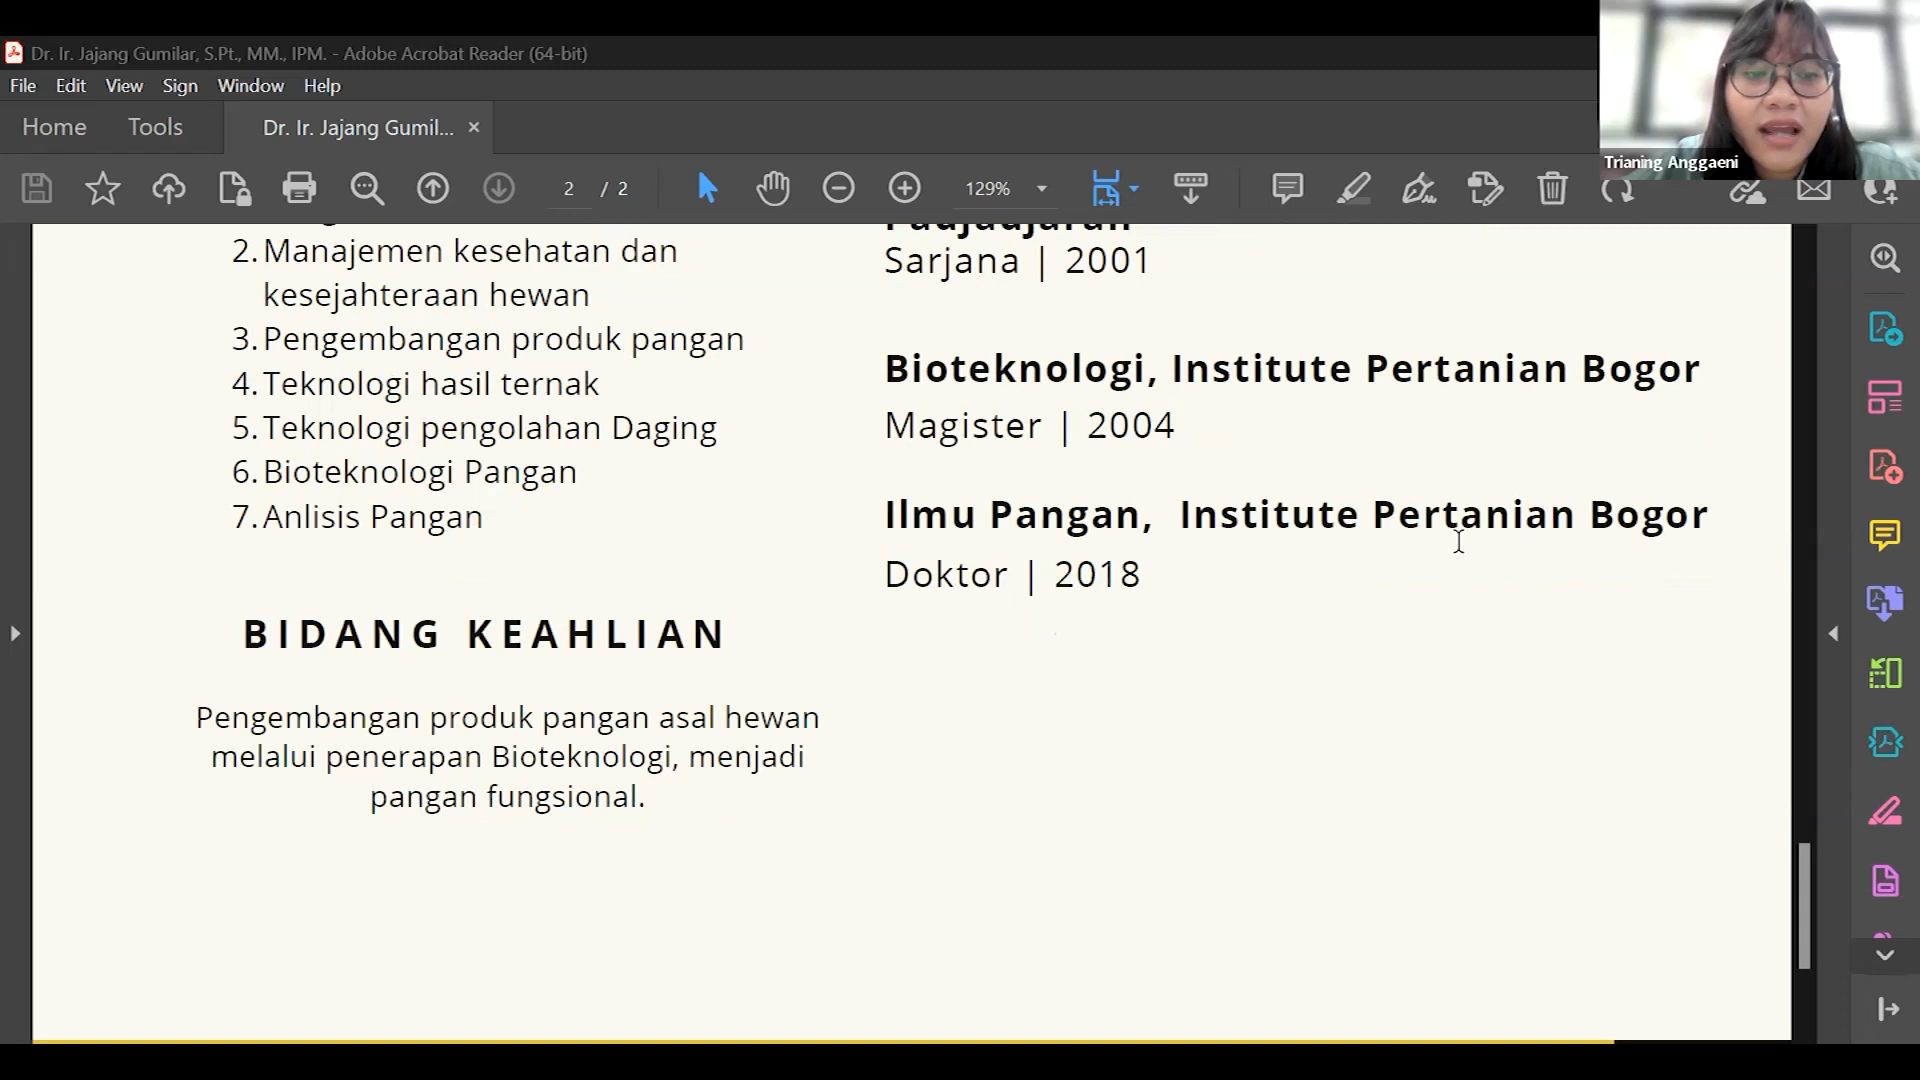 Dr. Ir. Jajang Gumilar, S.Pt., MM., IPM. - Adobe Acrobat Reader (64-bit)
File Edit View Sign Window Help
Home Tools Dr. Ir. Jajang Gumil... ×
2 / 2 129%
Trianing Anggaeni
2. Manajemen kesehatan dan
kesejahteraan hewan
3. Pengembangan produk pangan
4. Teknologi hasil ternak
5. Teknologi pengolahan Daging
6. Bioteknologi Pangan
7. Anlisis Pangan
BIDANG KEAHLIAN
Pengembangan produk pangan asal hewan
melalui penerapan Bioteknologi, menjadi
pangan fungsional.
Padjadjaran
Sarjana | 2001
Bioteknologi, Institute Pertanian Bogor
Magister | 2004
Ilmu Pangan, Institute Pertanian Bogor
Doktor | 2018